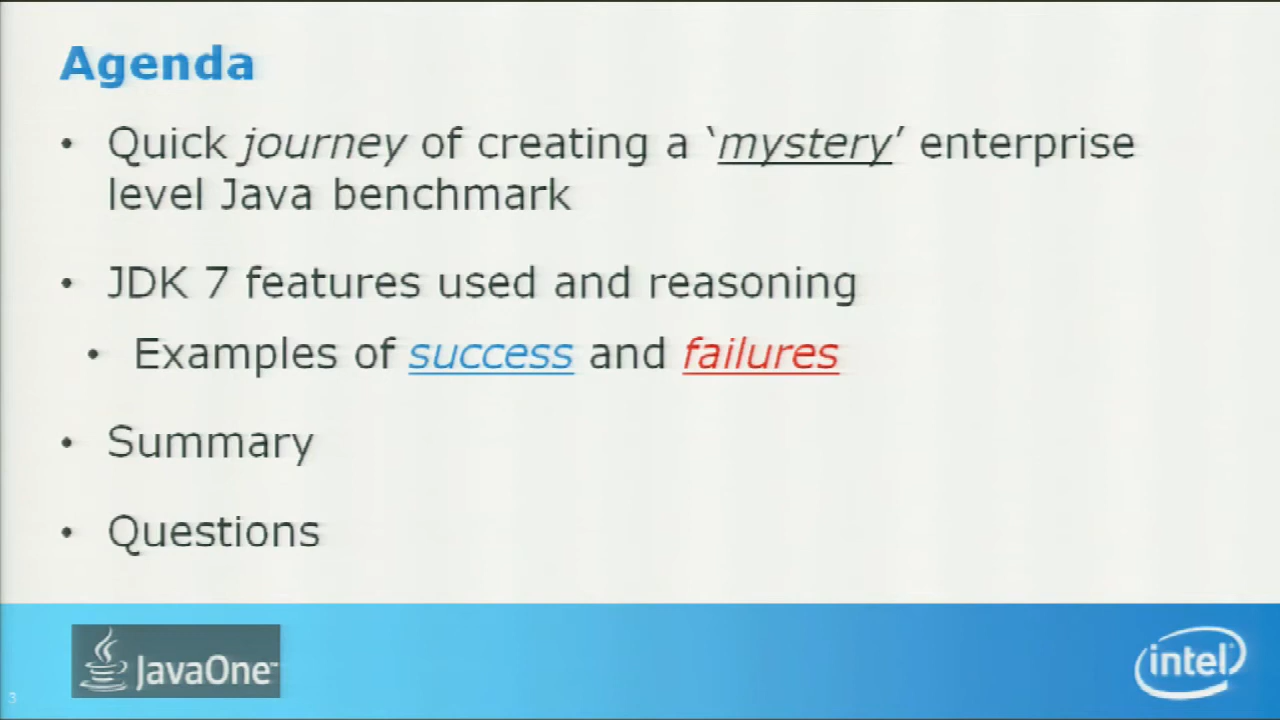 Agenda
• Quick journey of creating a ‘mystery’ enterprise
level Java benchmark
• JDK 7 features used and reasoning
• Examples of success and failures
• Summary
• Questions
3
JavaOne™
intel